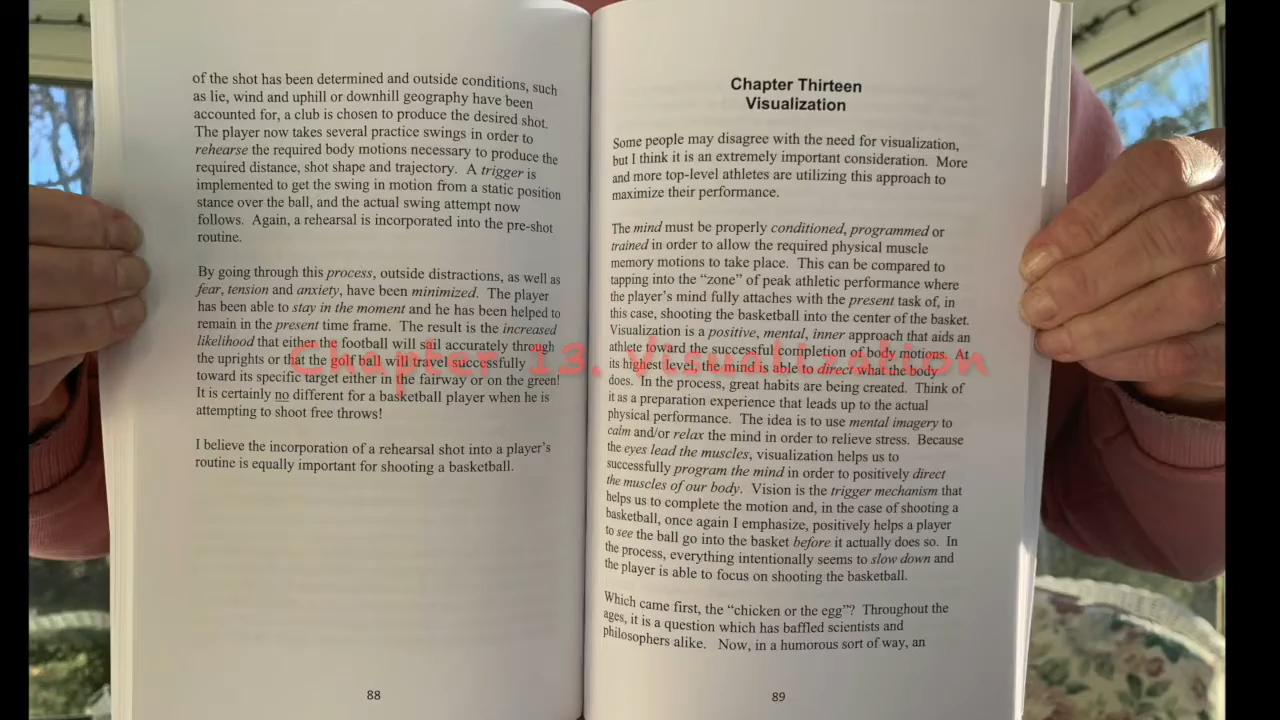 of the shot has been determined and outside conditions, such
as lie, wind and uphill or downhill geography have been
accounted for, a club is chosen to produce the desired shot.
The player now takes several practice swings in order to
rehearse the required body motions necessary to produce the
required distance, shot shape and trajectory. A trigger is
implemented to get the swing in motion from a static position
stance over the ball, and the actual swing attempt now
follows. Again, a rehearsal is incorporated into the pre-shot
routine.
By going through this process, outside distractions, as well as
fear, tension and anxiety, have been minimized. The player
has been able to stay in the moment and he has been helped to
remain in the present time frame. The result is the increased
likelihood that either the football will sail accurately through
the uprights or that the golf ball will travel successfully
toward its specific target either in the fairway or on the green!
It is certainly no different for a basketball player when he is
attempting to shoot free throws!
I believe the incorporation of a rehearsal shot into a player's
routine is equally important for shooting a basketball.
88
Chapter Thirteen
Visualization
Some people may disagree with the need for visualization,
but I think it is an extremely important consideration. More
and more top-level athletes are utilizing this approach to
maximize their performance.
The mind must be properly conditioned, programmed or
trained in order to allow the required physical muscle
memory motions to take place. This can be compared to
tapping into the “zone” of peak athletic performance where
the player's mind fully attaches with the present task of, in
this case, shooting the basketball into the center of the basket.
Visualization is a positive, mental, inner approach that aids an
athlete toward the successful completion of body motions. At
its highest level, the mind is able to direct what the body
does. In the process, great habits are being created. Think of
it as a preparation experience that leads up to the actual
physical performance. The idea is to use mental imagery to
calm and/or relax the mind in order to relieve stress. Because
the eyes lead the muscles, visualization helps us to
successfully program the mind in order to positively direct
the muscles of our body. Vision is the trigger mechanism that
helps us to complete the motion and, in the case of shooting a
basketball, once again I emphasize, positively helps a player
to see the ball go into the basket before it actually does so. In
the process, everything intentionally seems to slow down and
the player is able to focus on shooting the basketball.
Which came first, the “chicken or the egg”? Throughout the
ages, it is a question which has baffled scientists and
philosophers alike. Now, in a humorous sort of way, an
89
Chapter 13. Visualization